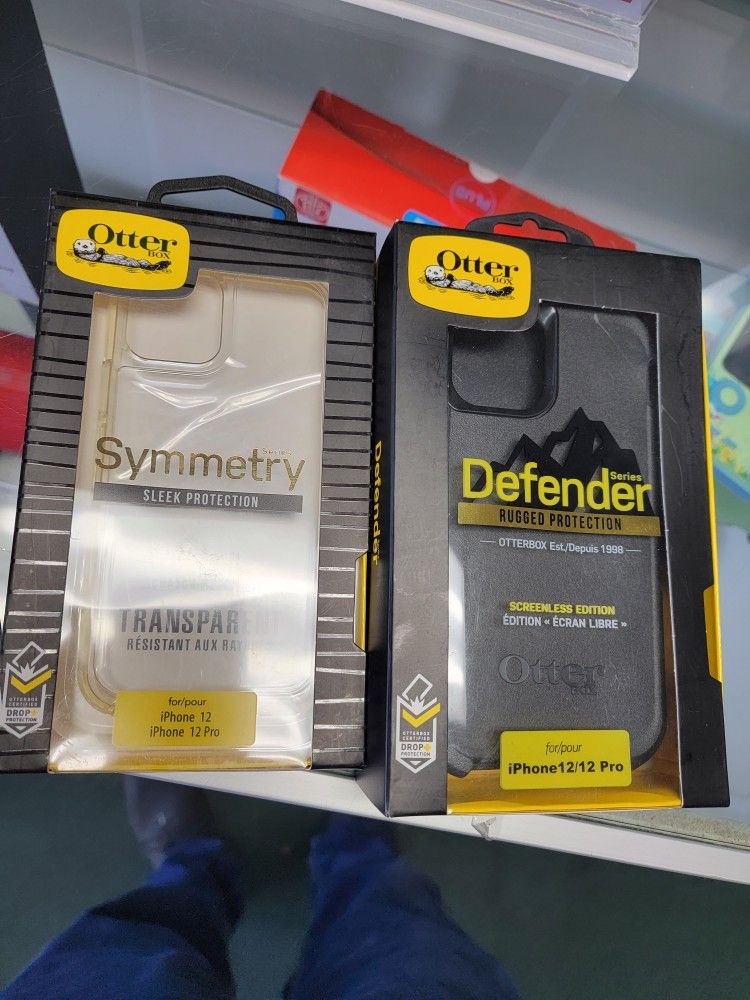 Otter
BOX
Symmetry
Series
SLEEK PROTECTION
TRANSPAREN
RÉSISTANT AUX RAY
OTTERBOX
CERTIFIED
DROP+
PROTECTION
for/pour
iPhone 12
iPhone 12 Pro
Defender
Otter
BOX
Defender
Series
RUGGED PROTECTION
OTTERBOX Est./Depuis 1998
SCREENLESS EDITION
ÉDITION « ÉCRAN LIBRE »
Otter
BOX
OTTERBOX
CERTIFIED
DROP+
PROTECTION
for/pour
iPhone12/12 Pro